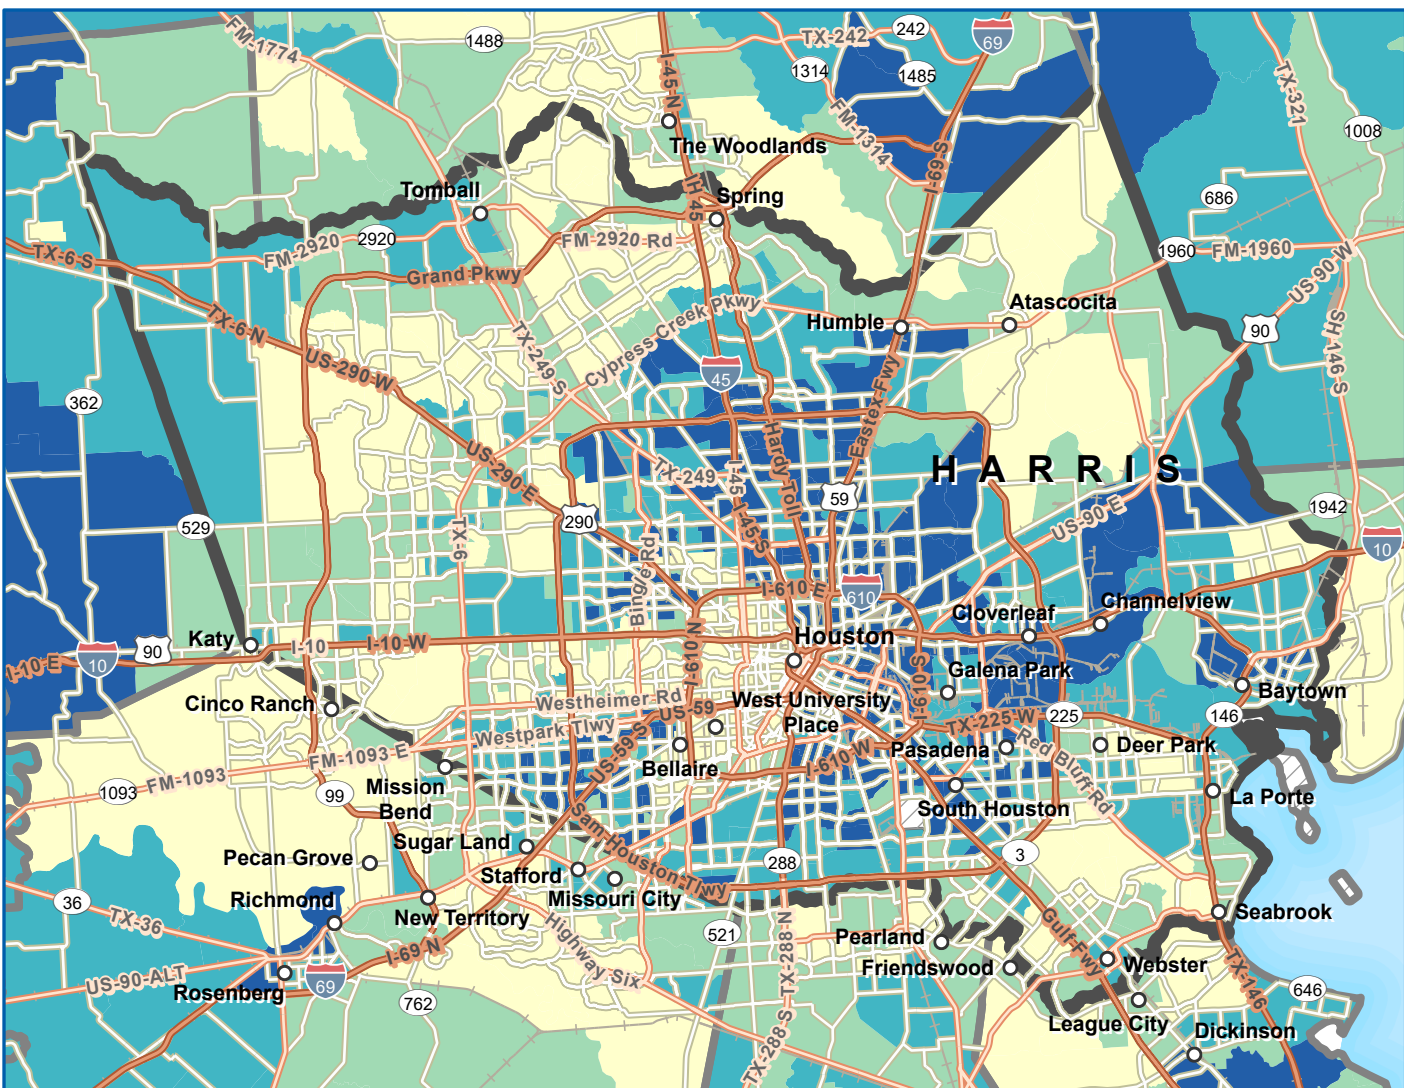 FM-1774
1488
I-45 N
TX-242
242
69
1314
1485
FM-1314
TX-321
1008
The Woodlands
I-69 S
Tomball
IH 45
Spring
686
2920
FM-2920
FM-2920 Rd
1960
FM-1960
TX-6 S
Grand Pkwy
US 90 W
TX-6 N
Cypress Creek Pkwy
Atascocita
Humble
90
SH 146 S
US-290 W
TX-249 S
45
362
Eastex Fwy
Hardy Toll
US-290 E
TX-249
I-45
HARRIS
59
1942
529
290
I-45 S
US-90 E
TX-6
Bingle Rd
10
I-610 E
610
Cloverleaf
Channelview
Katy
90
I-10
I-10 W
I-610 N
Houston
I-10 E
10
I-610 S
Galena Park
Baytown
Cinco Ranch
Westheimer Rd
US-59
West University
Place
TX-225 W
225
146
Westpark Tlwy
FM-1093 E
US-59 S
Bellaire
I-610 W
Pasadena
Red Bluff Rd
Deer Park
FM-1093
1093
99
Mission
Bend
South Houston
La Porte
Sam Houston Tlwy
Sugar Land
Pecan Grove
Stafford
288
3
Richmond
Missouri City
36
TX-36
New Territory
Seabrook
Highway Six
521
TX-288 N
Pearland
Gulf Fwy
I-69 N
Friendswood
Webster
US-90-ALT
69
Rosenberg
762
TX-146
646
League City
Dickinson
TX-288 S